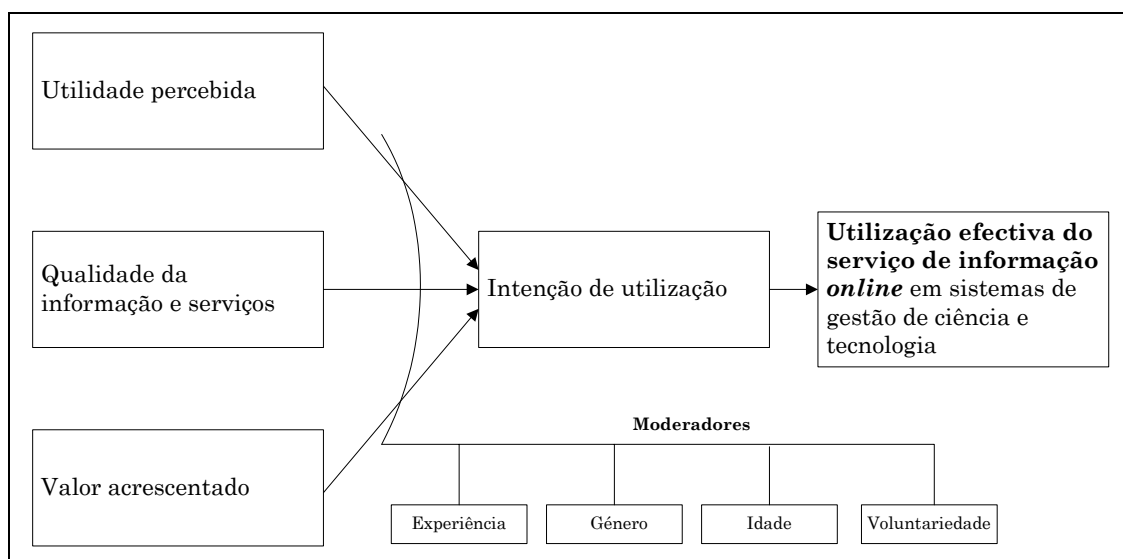 Utilidade percebida
Qualidade da
informação e serviços
Valor acrescentado
Intenção de utilização
Utilização efectiva do
serviço de informação
online em sistemas de
gestão de ciência e
tecnologia
Moderadores
Experiência
Género
Idade
Voluntariedade